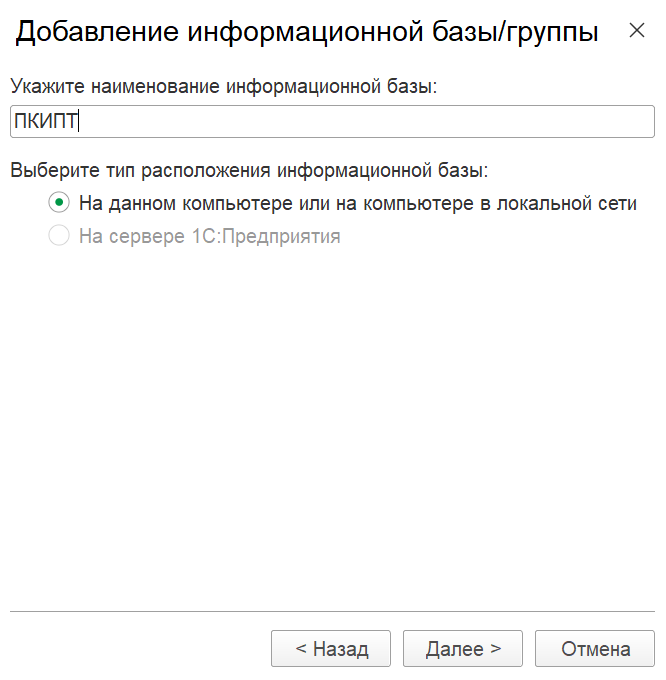 Добавление информационной базы/группы
Укажите наименование информационной базы:
ПКИПТ
Выберите тип расположения информационной базы:
На данном компьютере или на компьютере в локальной сети
На сервере 1С:Предприятия
< Назад
Далее >
Отмена